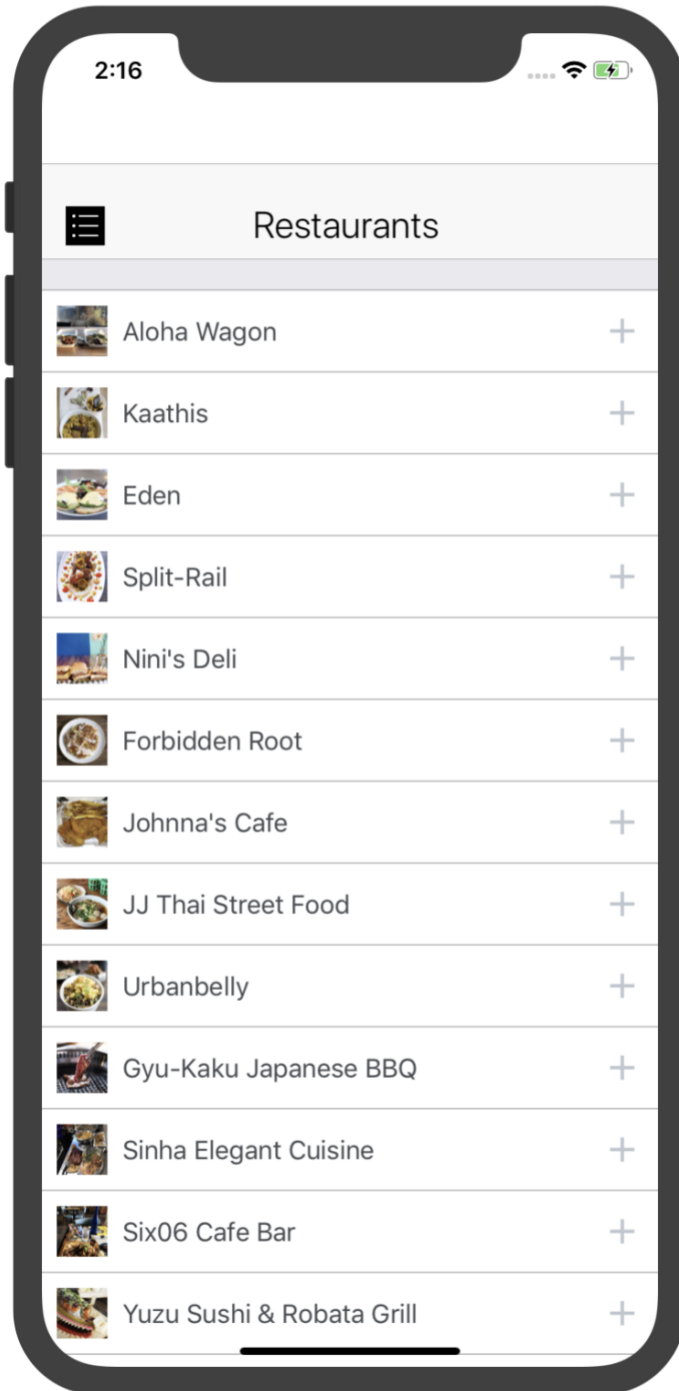 2:16
Restaurants
Aloha Wagon
Kaathis
Eden
Split-Rail
Nini's Deli
Forbidden Root
Johnna's Cafe
JJ Thai Street Food
Urbanbelly
Gyu-Kaku Japanese BBQ
Sinha Elegant Cuisine
Six06 Cafe Bar
Yuzu Sushi & Robata Grill